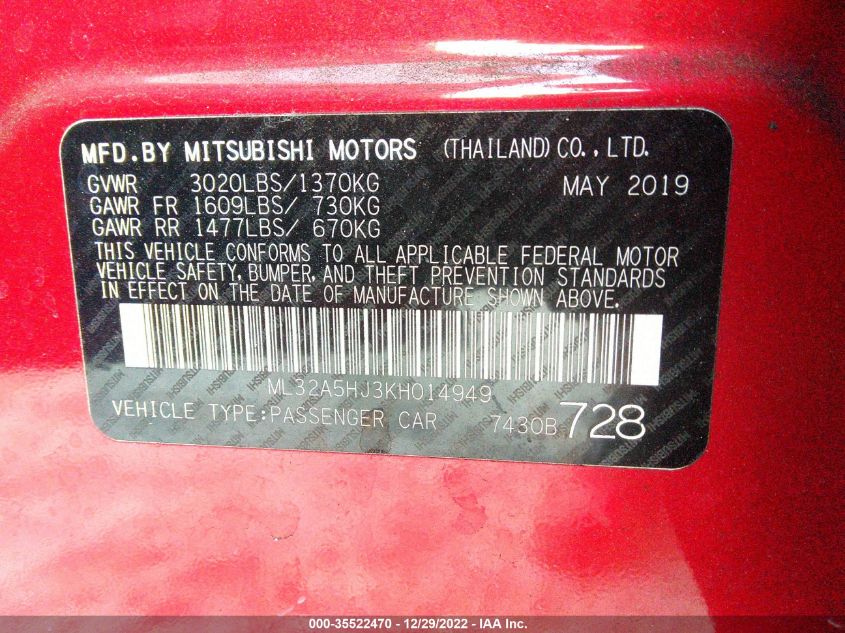 MFD.BY MITSUBISHI MOTORS (THAILAND) CO.,LTD.
GVWR 3020LBS/1370KG MAY 2019
GAWR FR 1609LBS/ 730KG
GAWR RR 1477LBS/ 670KG
THIS VEHICLE CONFORMS TO ALL APPLICABLE FEDERAL MOTOR
VEHICLE SAFETY, BUMPER, AND THEFT PREVENTION STANDARDS
IN EFFECT ON THE DATE OF MANUFACTURE SHOWN ABOVE.
ML32A5HJ3KH014949
VEHICLE TYPE:PASSENGER CAR 7430B 728
000-35522470 - 12/29/2022 - IAA Inc.